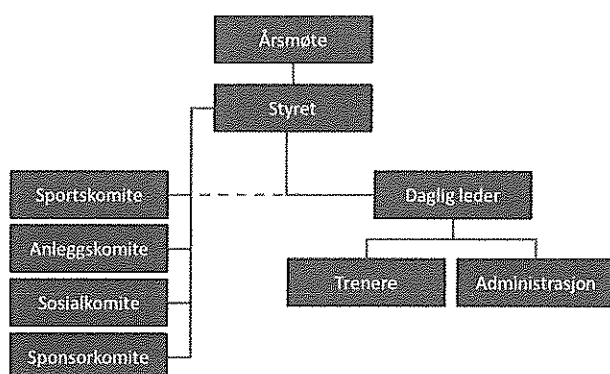 Årsmøte
Styret
Sportskomite
Daglig leder
Anleggskomite
Trenere
Administrasjon
Sosialkomite
Sponsorkomite